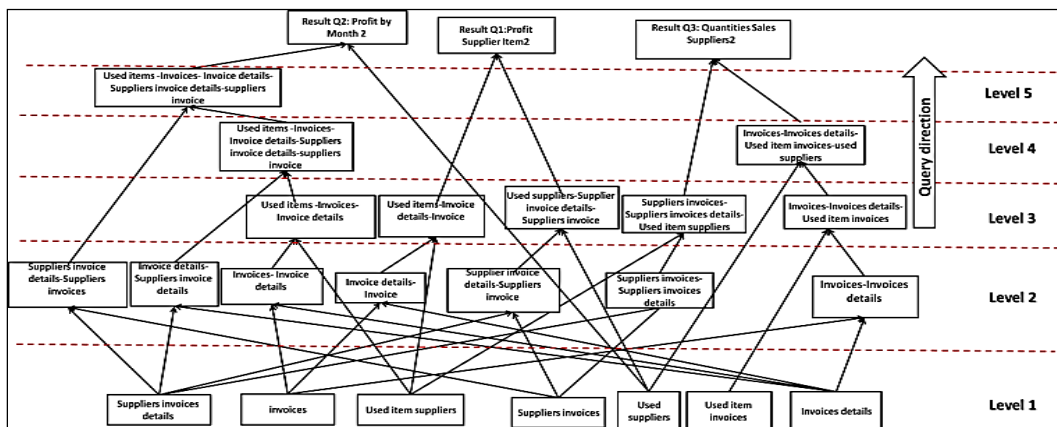 Result Q2: Profit by
Month 2
Result Q1:Profit
Supplier Item2
Result Q3: Quantities Sales
Suppliers2
Used items -Invoices- Invoice details-
Suppliers invoice details-suppliers
invoice
Level 5
Used items -Invoices-
Invoice details-Suppliers
invoice details-suppliers
invoice
Invoices-Invoices details-
Used item invoices-used
suppliers
Level 4
Query direction
Used items -Invoices-
Invoice details
Used items-Invoice
details-Invoice
Used suppliers-Supplier
invoice details-
Suppliers invoice
Suppliers invoices-
Suppliers invoices details-
Used item suppliers
Invoices-Invoices details-
Used item invoices
Level 3
Suppliers invoice
details-Suppliers
invoices
Invoice details-
Suppliers invoice
details
Invoices- Invoice
details
Invoice details-
Invoice
Supplier invoice
details-Suppliers
invoice
Suppliers invoices-
Suppliers invoices
details
Invoices-Invoices
details
Level 2
Suppliers invoices
details
invoices
Used item suppliers
Suppliers invoices
Used
suppliers
Used item
invoices
Invoices details
Level 1